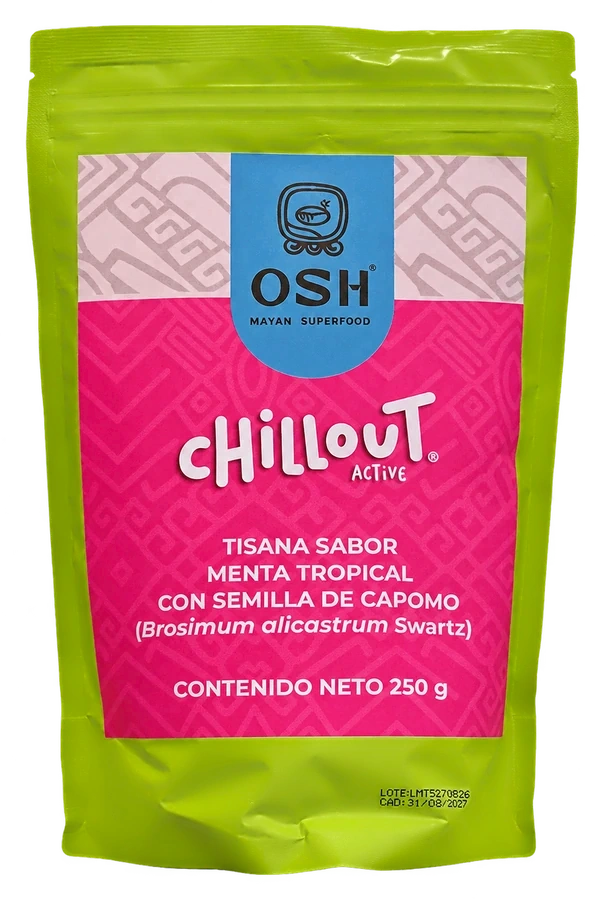 OSH®
MAYAN SUPERFOOD
CHILLOUT
ACTIVE®
TISANA SABOR
MENTA TROPICAL
CON SEMILLA DE CAPOMO
(Brosimum alicastrum Swartz)
CONTENIDO NETO 250 g
LOTE:LMT5270826
CAD: 31/08/2027